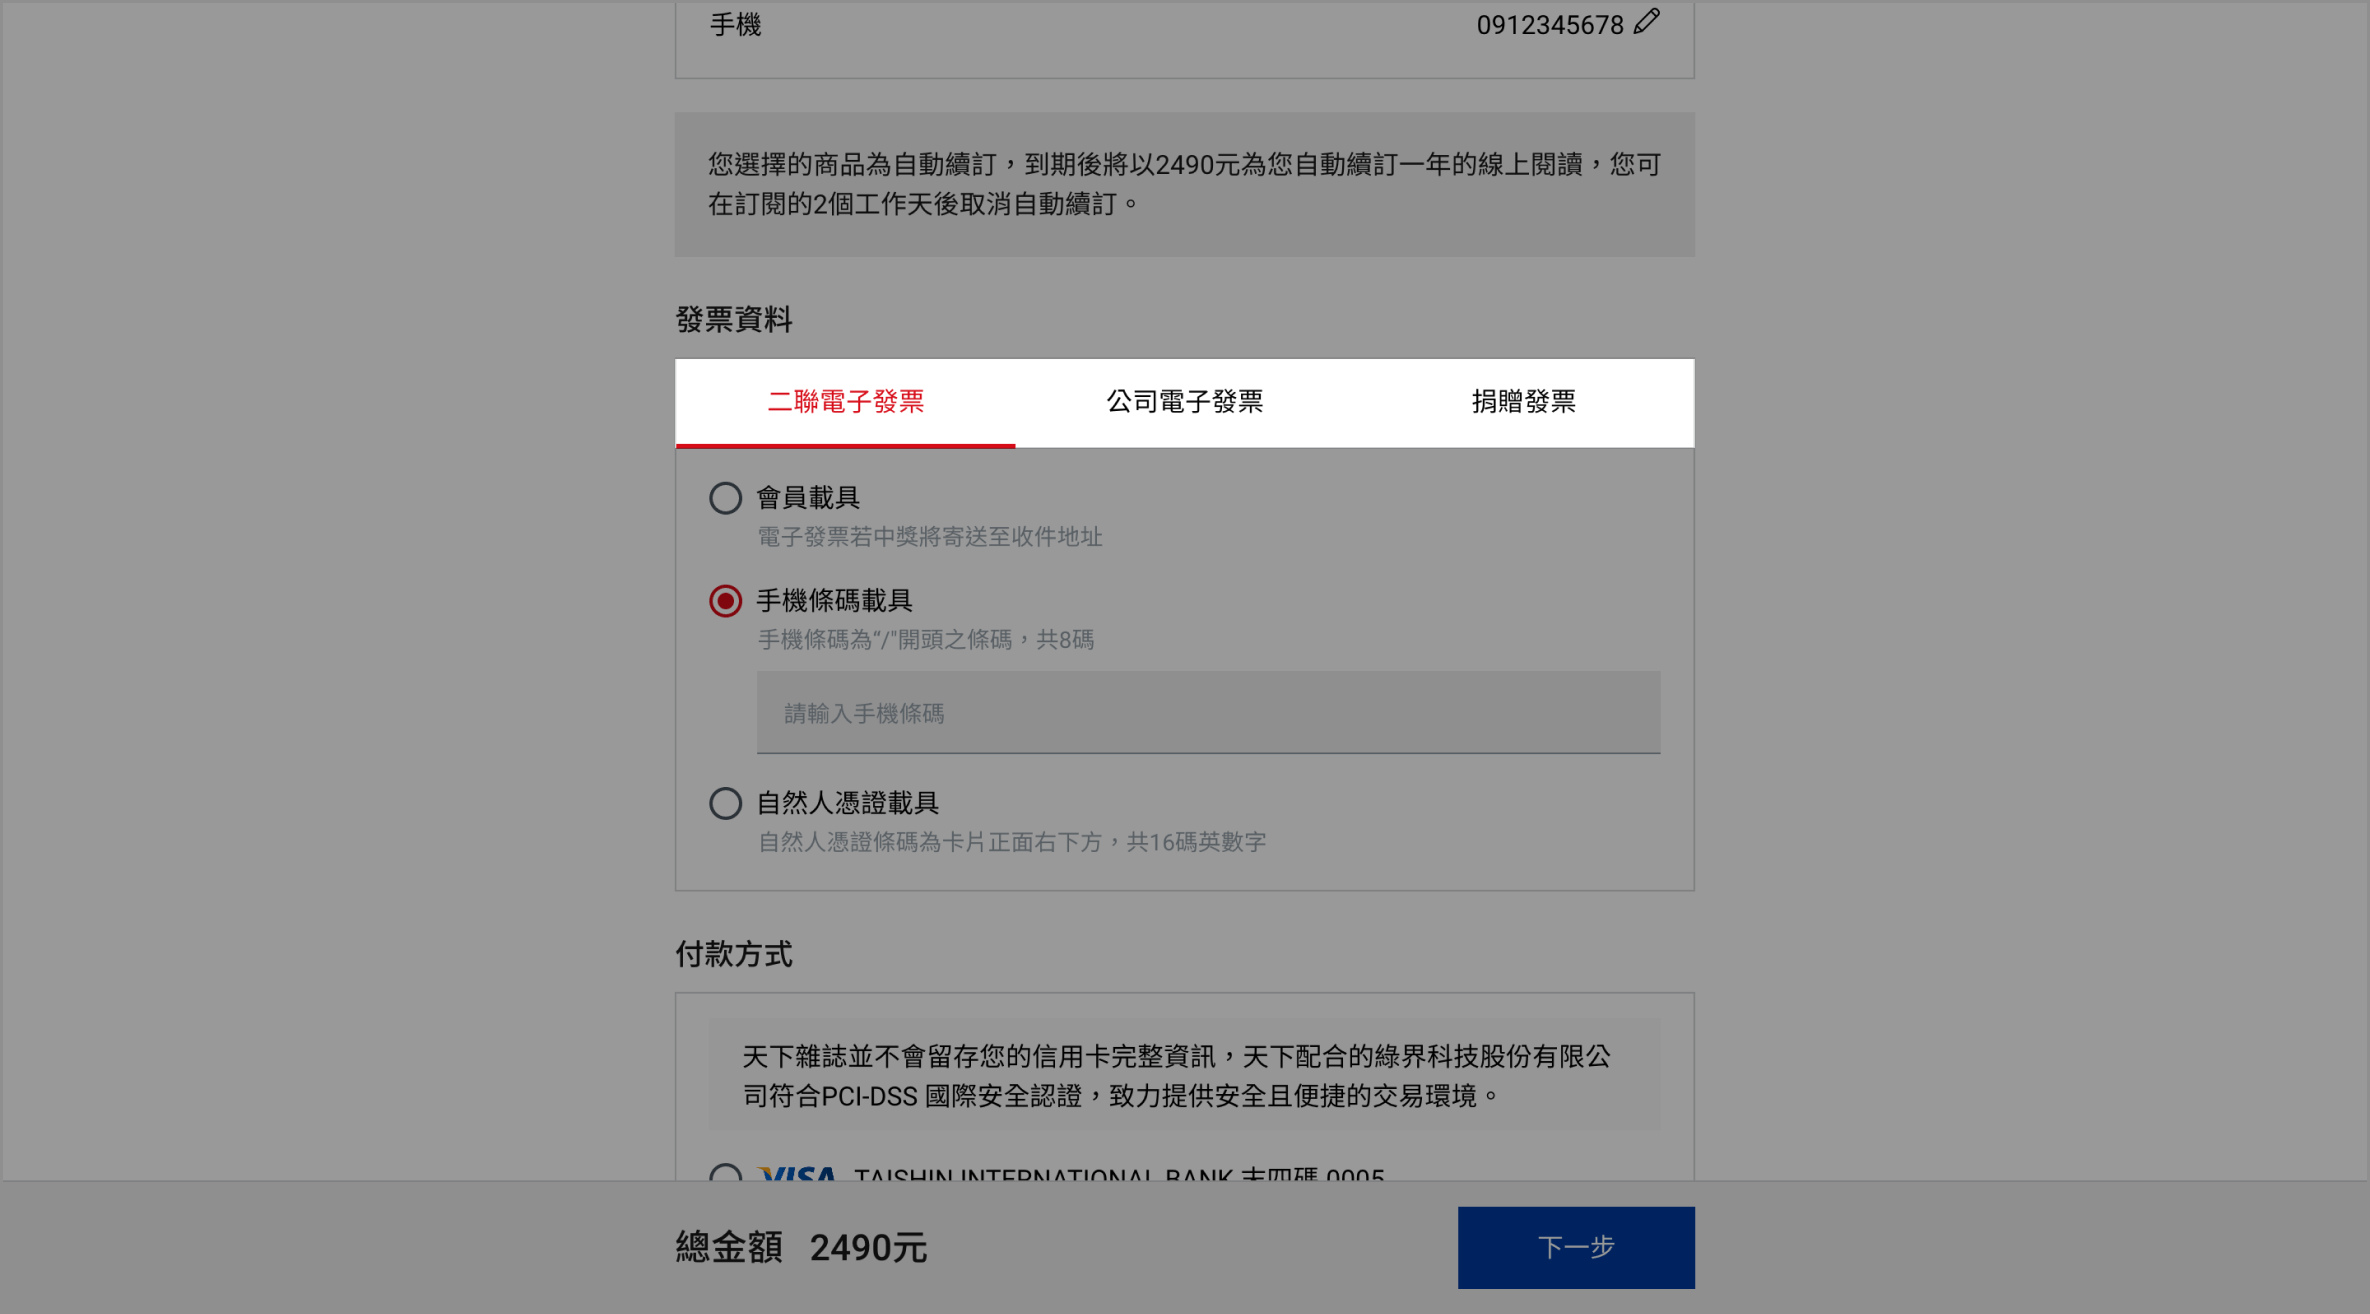 手機
0912345678
您選擇的商品為自動續訂，到期後將以2490元為您自動續訂一年的線上閱讀，您可
在訂閱的2個工作天後取消自動續訂。
發票資料
二聯電子發票
公司電子發票
捐贈發票
會員載具
電子發票若中獎將寄送至收件地址
手機條碼載具
手機條碼為“/"開頭之條碼，共8碼
請輸入手機條碼
自然人憑證載具
自然人憑證條碼為卡片正面右下方，共16碼英數字
付款方式
天下雜誌並不會留存您的信用卡完整資訊，天下配合的綠界科技股份有限公
司符合PCI-DSS 國際安全認證，致力提供安全且便捷的交易環境。
VISA TAISHIN INTERNATIONAL BANK 末四碼 0005
總金額 2490元
下一步